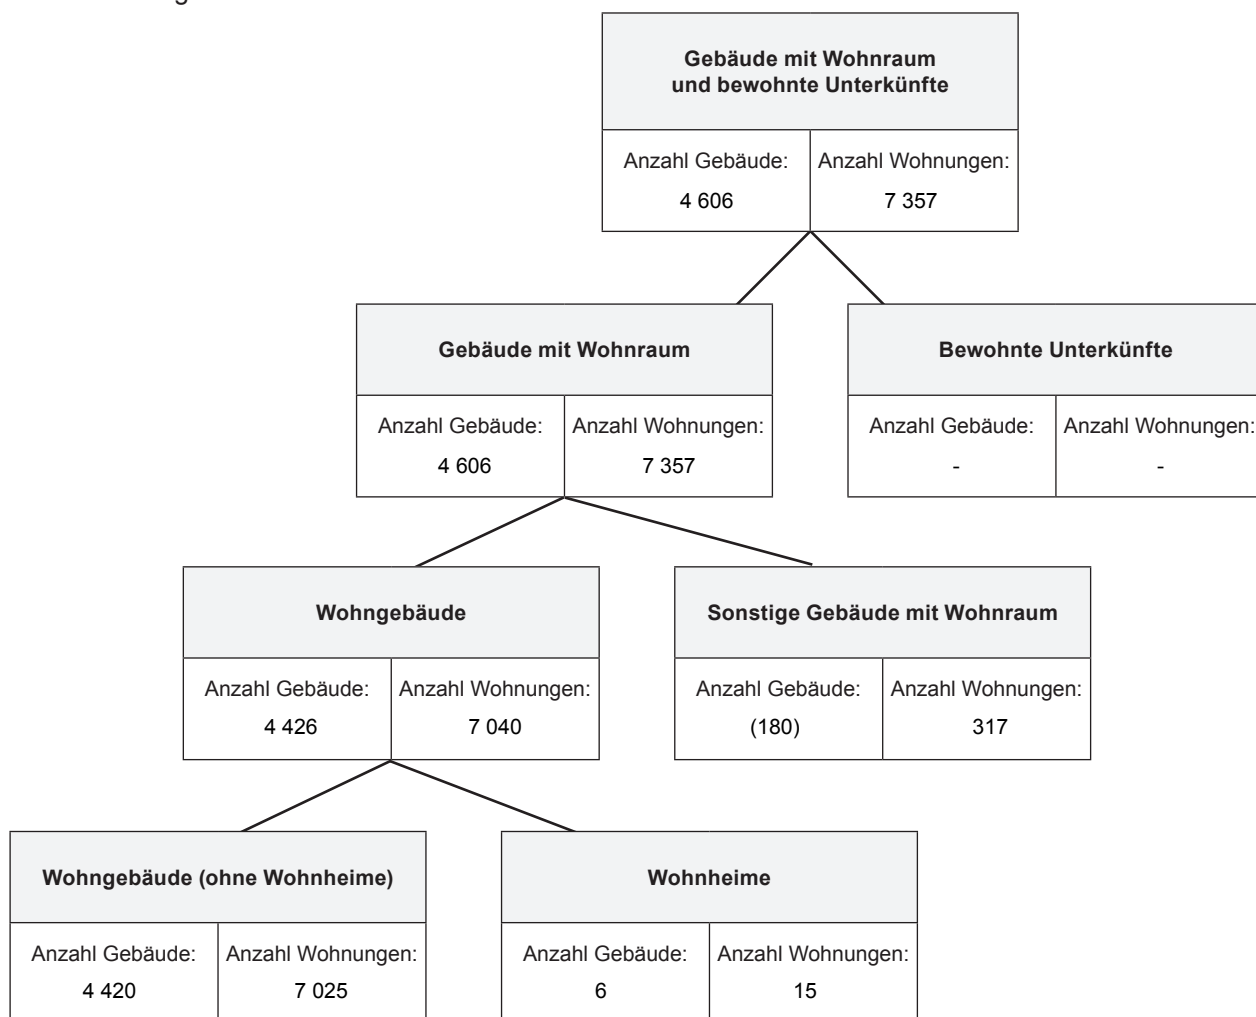 Gebäude mit Wohnraum
und bewohnte Unterkünfte
Anzahl Gebäude: Anzahl Wohnungen:
4 606 7 357
Gebäude mit Wohnraum Bewohnte Unterkünfte
Anzahl Gebäude: Anzahl Wohnungen: Anzahl Gebäude: Anzahl Wohnungen:
4 606 7 357 - -
Wohngebäude Sonstige Gebäude mit Wohnraum
Anzahl Gebäude: Anzahl Wohnungen: Anzahl Gebäude: Anzahl Wohnungen:
4 426 7 040 (180) 317
Wohngebäude (ohne Wohnheime) Wohnheime
Anzahl Gebäude: Anzahl Wohnungen: Anzahl Gebäude: Anzahl Wohnungen:
4 420 7 025 6 15